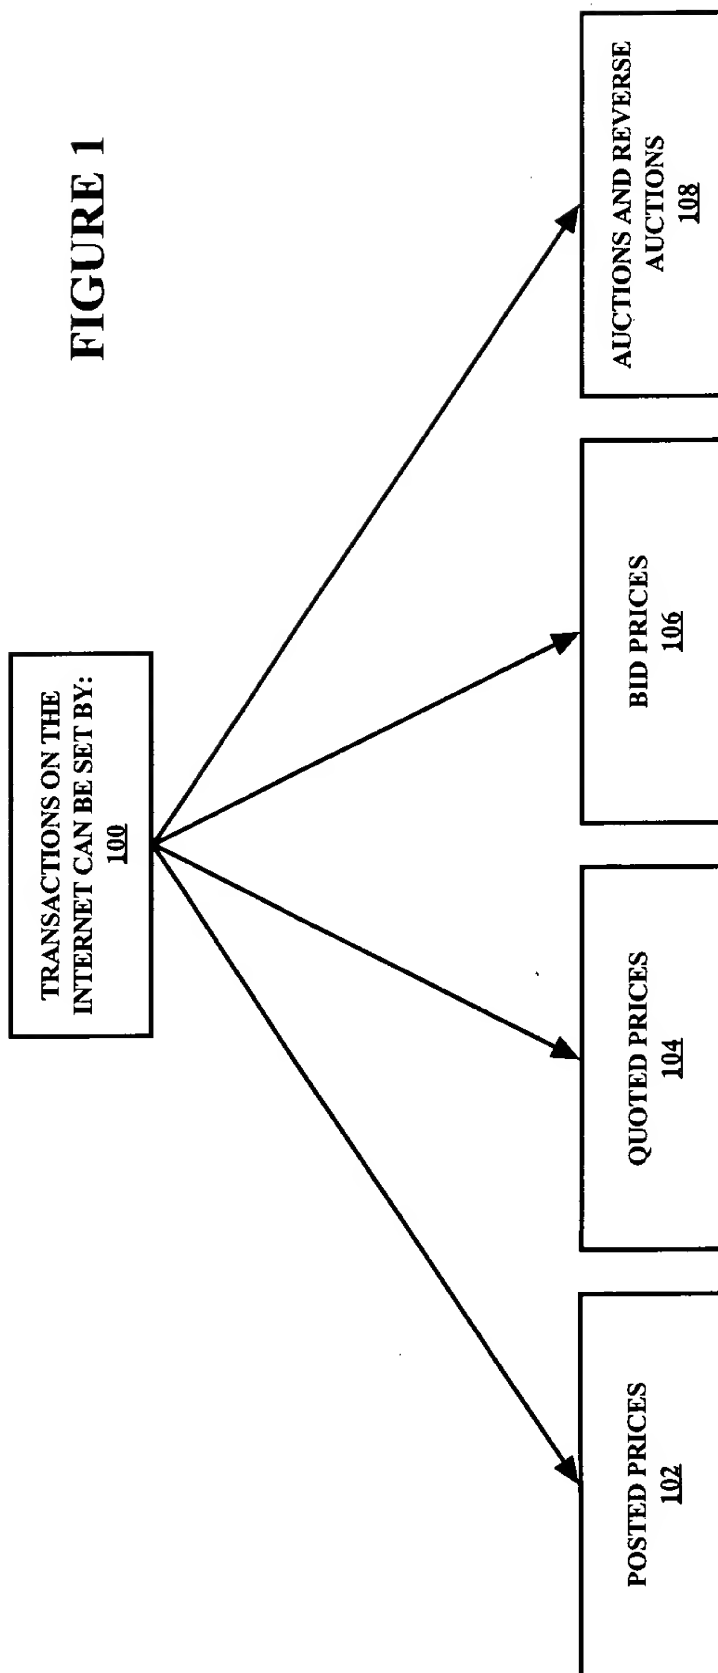 FIGURE 1
TRANSACTIONS ON THE
INTERNET CAN BE SET BY:
100
POSTED PRICES
102
QUOTED PRICES
104
BID PRICES
106
AUCTIONS AND REVERSE
AUCTIONS
108